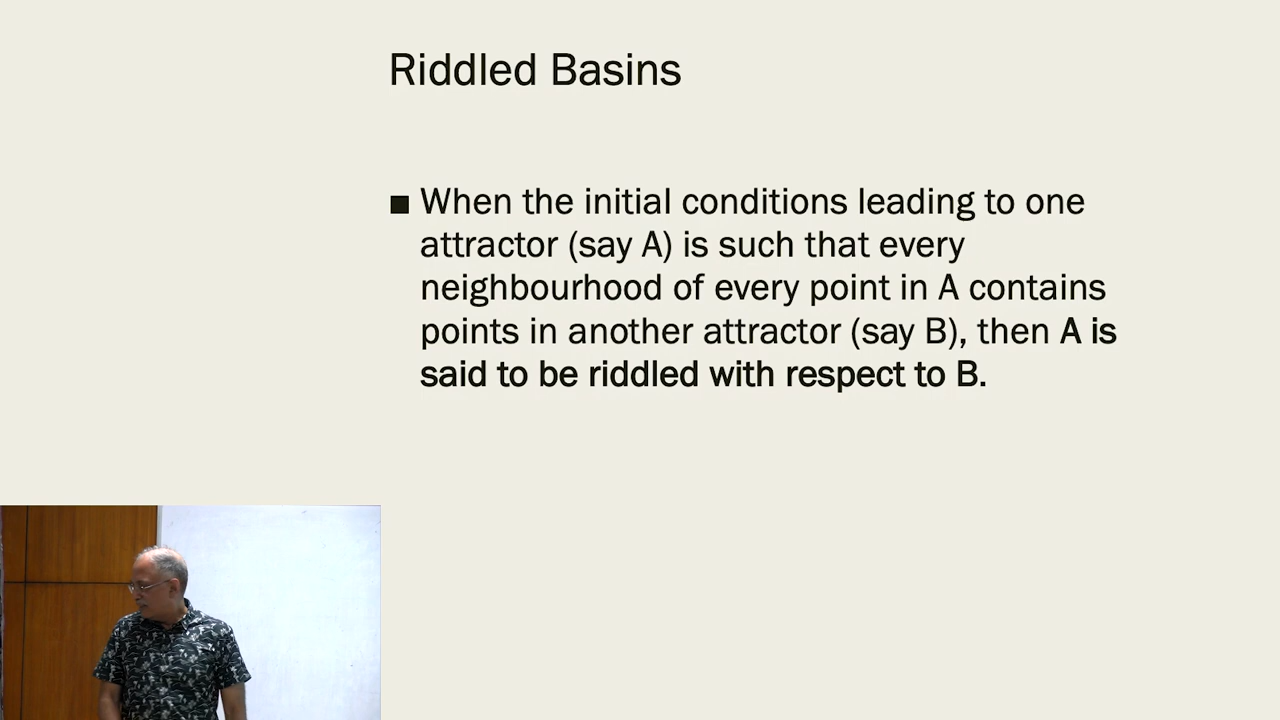 Riddled Basins
■ When the initial conditions leading to one
attractor (say A) is such that every
neighbourhood of every point in A contains
points in another attractor (say B), then A is
said to be riddled with respect to B.